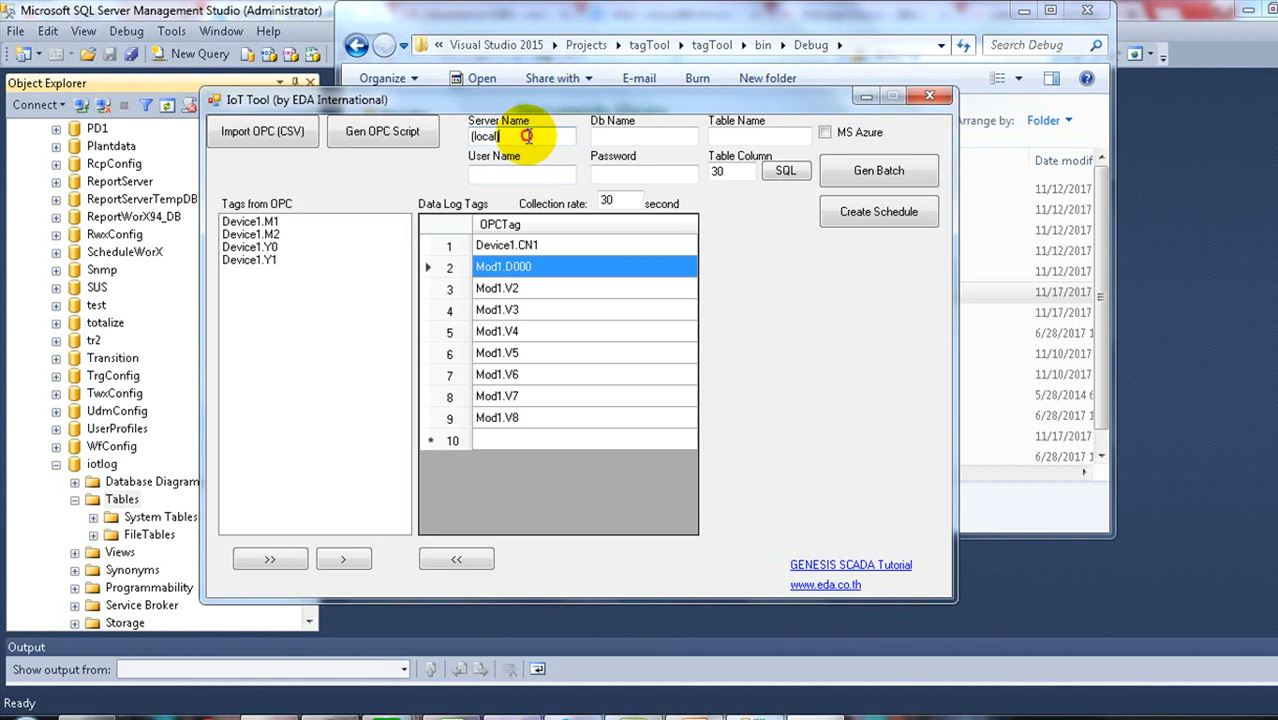 Microsoft SQL Server Management Studio (Administrator)
File Edit View Debug Tools Window Help
New Query
Visual Studio 2015 Projects tagTool tagTool bin Debug
Search Debug
Organize Open Share with E-mail Burn New folder
Arrange by: Folder
Date modif
11/12/2017
11/12/2017
11/12/2017
11/12/2017
11/12/2017
11/17/2017
11/17/2017
6/28/2017 1
11/10/2017
11/10/2017
5/28/2014 6
6/28/2017
11/17/2017
6/28/2017 1
Object Explorer
Connect
PD1
Plantdata
RcpConfig
ReportServer
ReportServerTempDB
ReportWorX94_DB
RwxConfig
ScheduleWorX
Snmp
SUS
test
totalize
tr2
Transition
TrgConfig
TwxConfig
UdmConfig
UserProfiles
WfConfig
iotlog
Database Diagram
Tables
System Tables
FileTables
Views
Synonyms
Programmability
Service Broker
Storage
IoT Tool (by EDA International)
Import OPC (CSV)
Gen OPC Script
Server Name
(local)
Db Name
Table Name
MS Azure
User Name
Password
Table Column
30
SQL
Gen Batch
Create Schedule
Tags from OPC
Device1.M1
Device1.M2
Device1.Y0
Device1.Y1
Data Log Tags
Collection rate: 30 second
OPCTag
1 Device1.CN1
2 Mod1.D000
3 Mod1.V2
4 Mod1.V3
5 Mod1.V4
6 Mod1.V5
7 Mod1.V6
8 Mod1.V7
9 Mod1.V8
* 10
>> > <<
GENESIS SCADA Tutorial
www.eda.co.th
Output
Show output from:
Ready